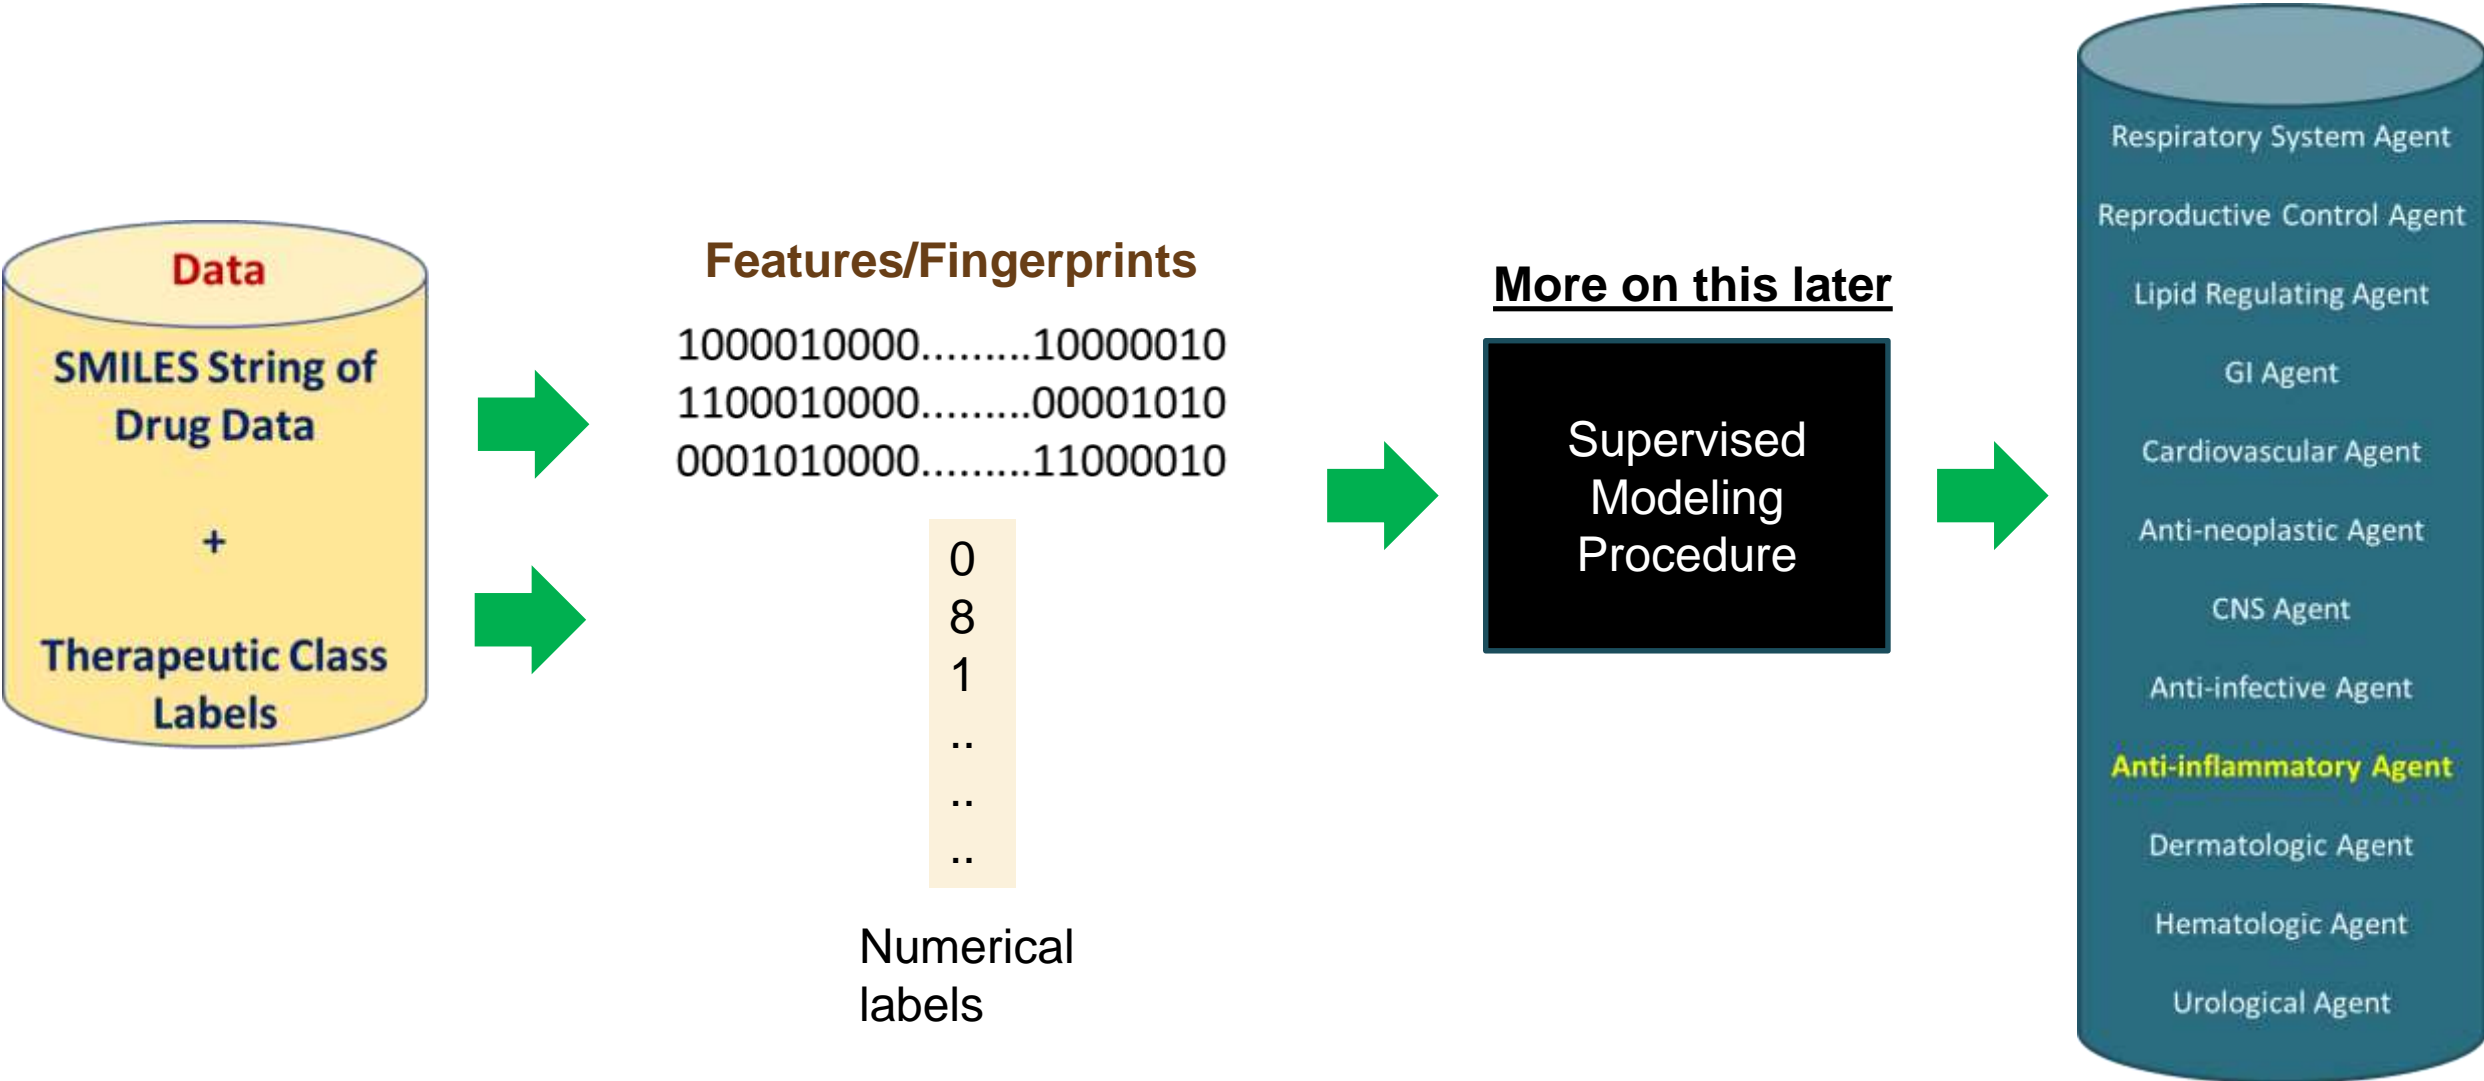 Data
SMILES String of
Drug Data
+
Therapeutic Class
Labels
Features/Fingerprints
1000010000.........10000010
1100010000.........00001010
0001010000.........11000010
0
8
1
..
..
..
Numerical
labels
More on this later
Supervised
Modeling
Procedure
Respiratory System Agent
Reproductive Control Agent
Lipid Regulating Agent
GI Agent
Cardiovascular Agent
Anti-neoplastic Agent
CNS Agent
Anti-infective Agent
Anti-inflammatory Agent
Dermatologic Agent
Hematologic Agent
Urological Agent